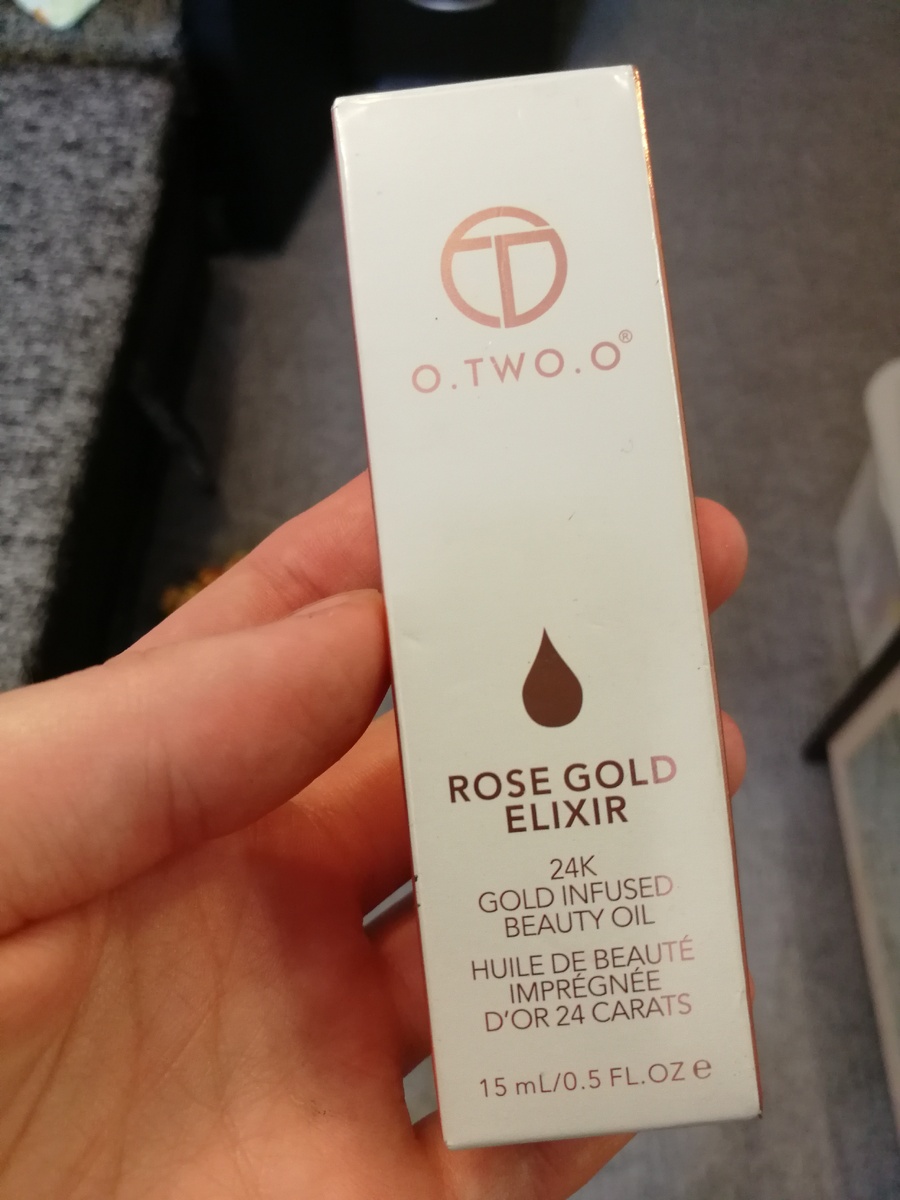 O.TWO.O®
ROSE GOLD
ELIXIR
24K
GOLD INFUSED
BEAUTY OIL
HUILE DE BEAUTÉ
IMPRÉGNÉE
D'OR 24 CARATS
15 mL/0.5 FL.OZ ℮